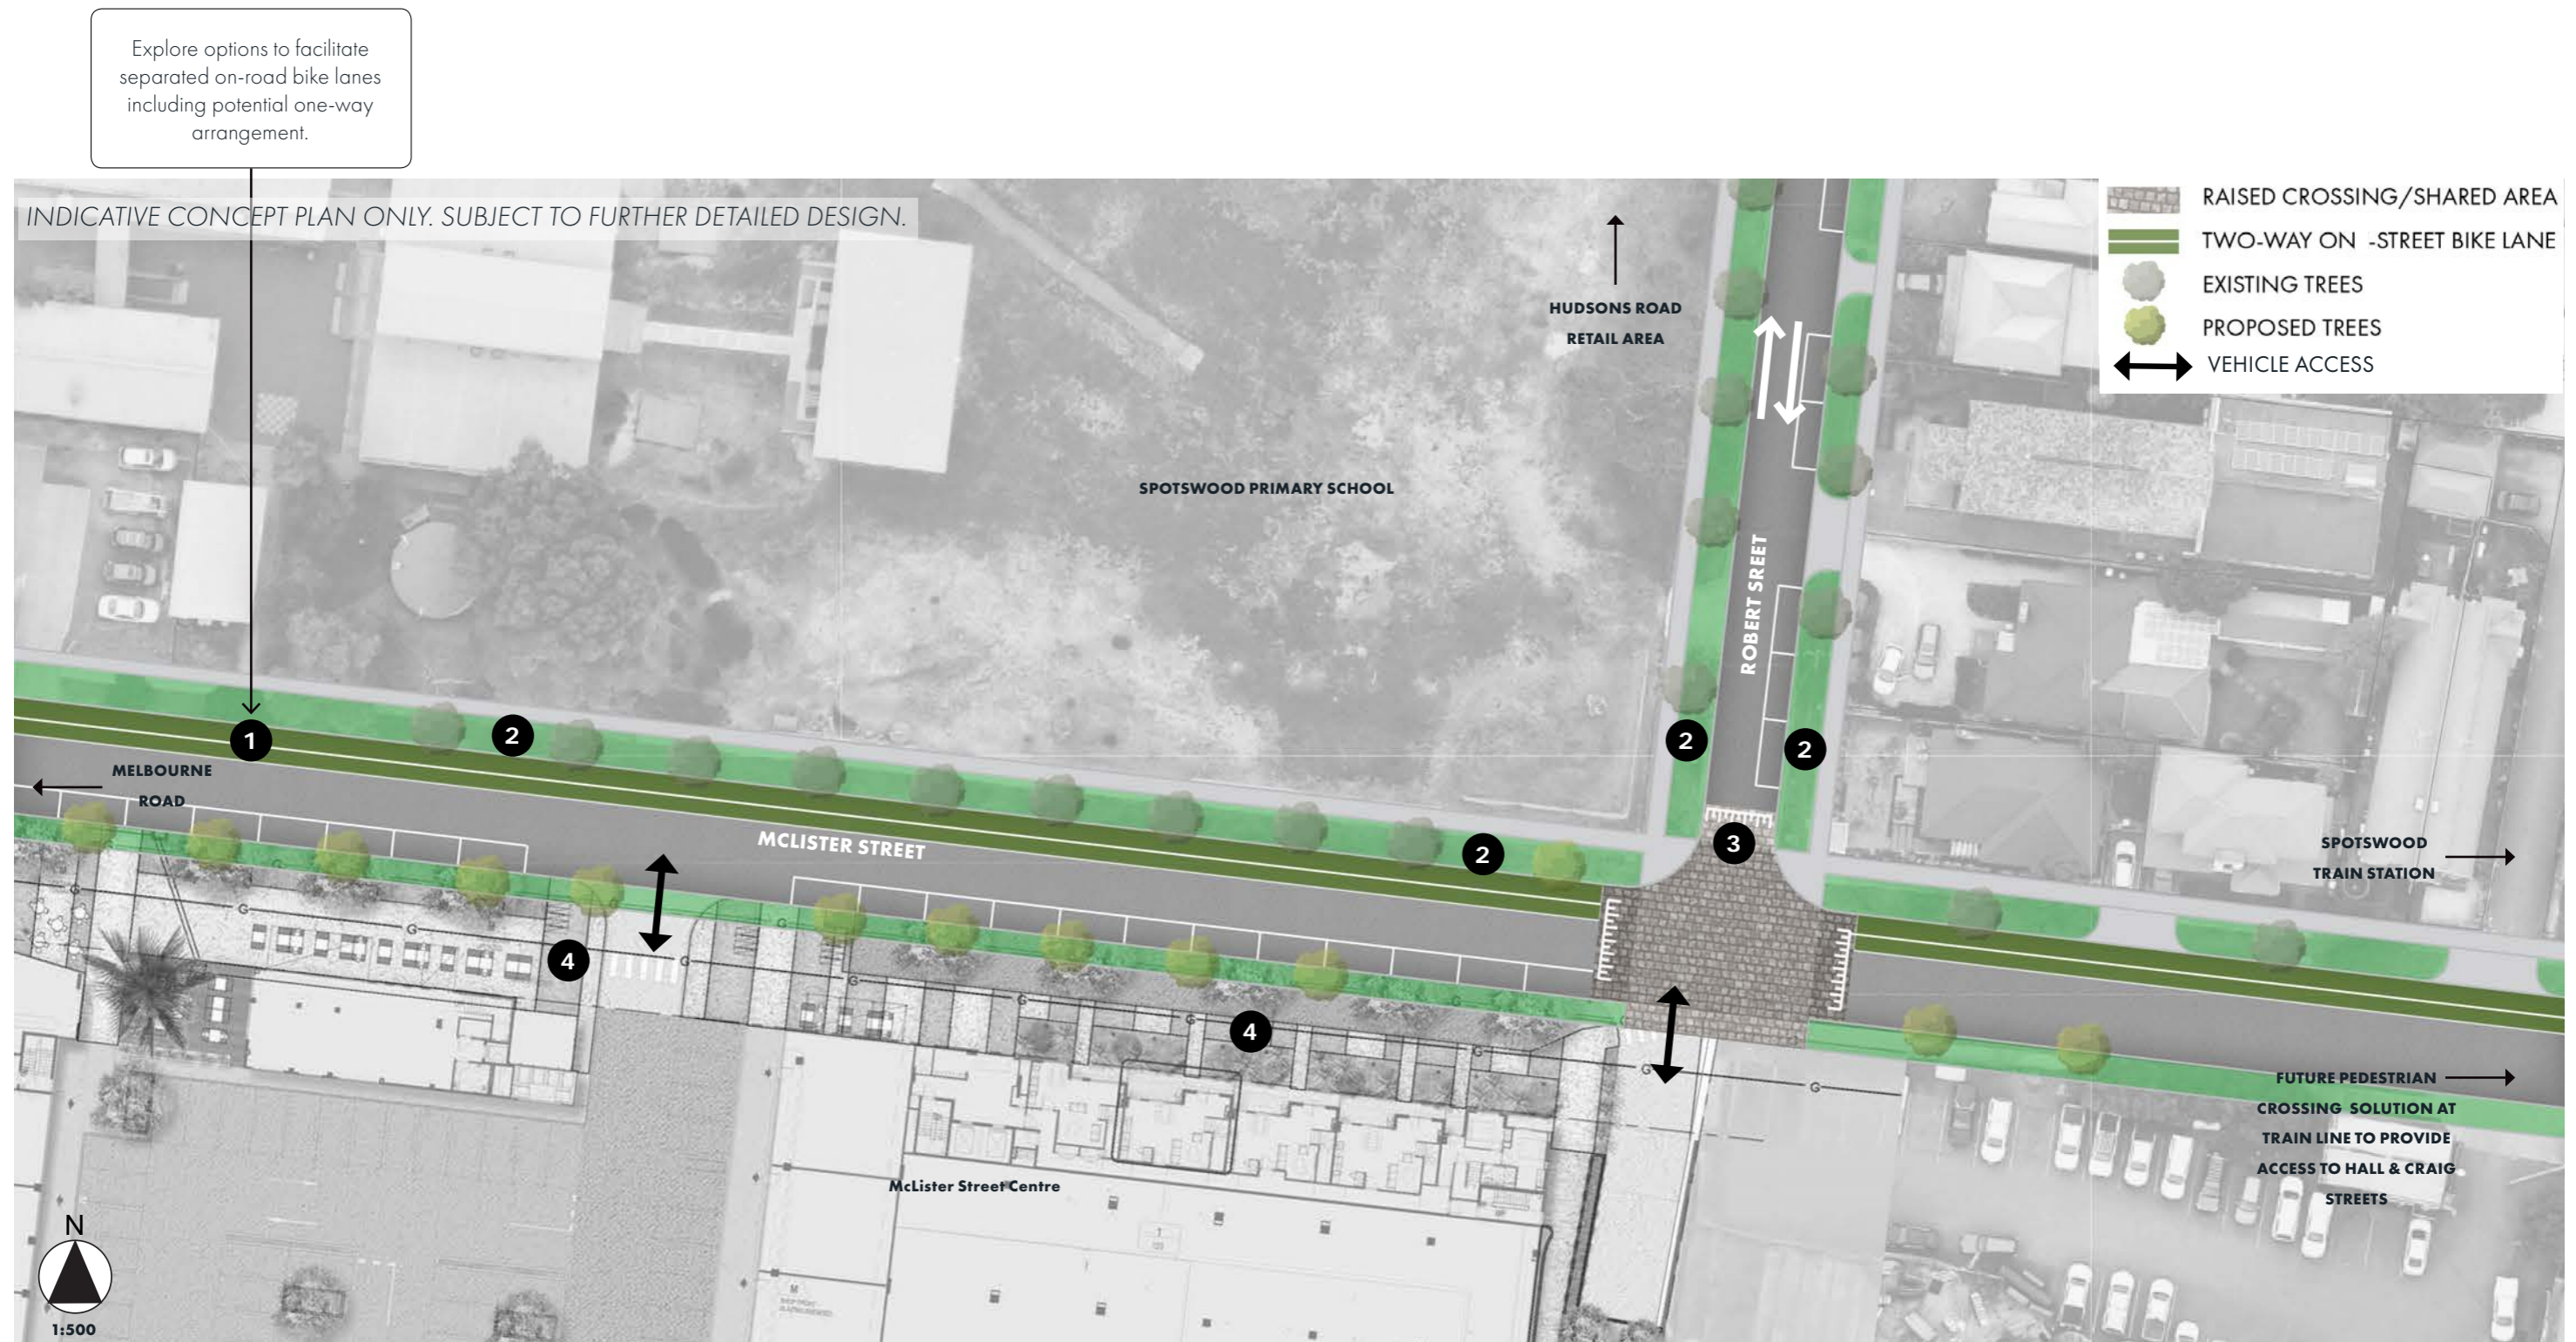 Explore options to facilitate
separated on-road bike lanes
including potential one-way
arrangement.
INDICATIVE CONCEPT PLAN ONLY. SUBJECT TO FURTHER DETAILED DESIGN.
RAISED CROSSING/SHARED AREA
TWO-WAY ON -STREET BIKE LANE
EXISTING TREES
PROPOSED TREES
VEHICLE ACCESS
HUDSONS ROAD
RETAIL AREA
SPOTSWOOD PRIMARY SCHOOL
ROBERT SREET
1
2
2
2
2
3
MELBOURNE
ROAD
MCLISTER STREET
SPOTSWOOD
TRAIN STATION
G
G
G
G
G
G
G
G
G
G
G
G
G
4
4
FUTURE PEDESTRIAN
CROSSING SOLUTION AT
TRAIN LINE TO PROVIDE
ACCESS TO HALL & CRAIG
STREETS
McLister Street Centre
N
1:500